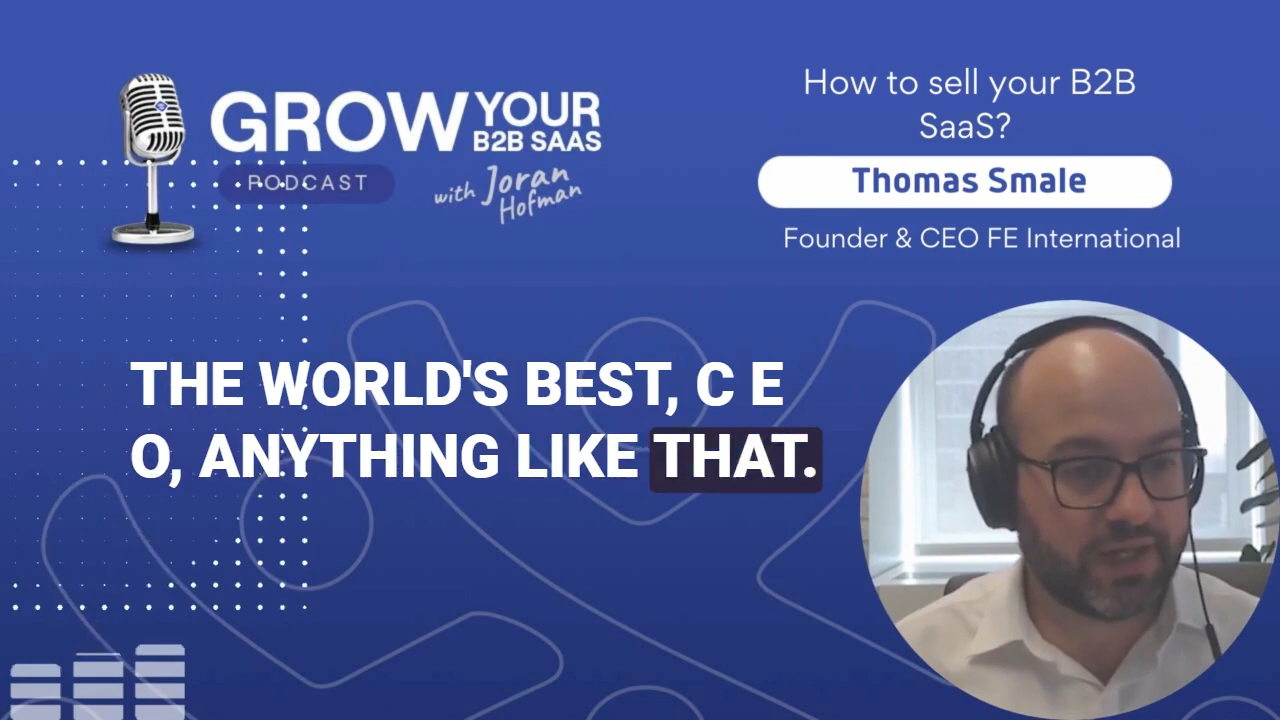 GROW YOUR
B2B SAAS
PODCAST
with Joran
Hofman
How to sell your B2B
SaaS?
Thomas Smale
Founder & CEO FE International
THE WORLD'S BEST, C E
O, ANYTHING LIKE THAT.